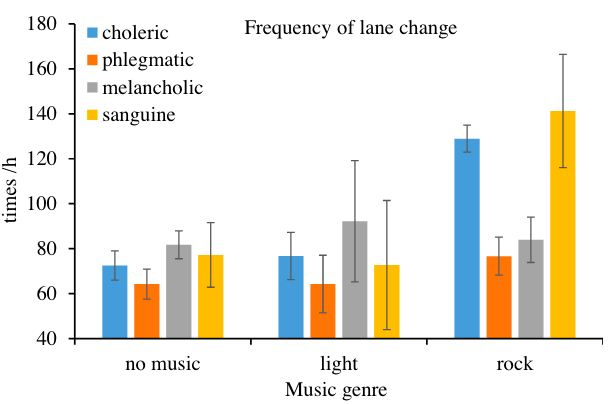 Frequency of lane change
choleric
phlegmatic
melancholic
sanguine
times /h
180
160
140
120
100
80
60
40
no music light rock
Music genre